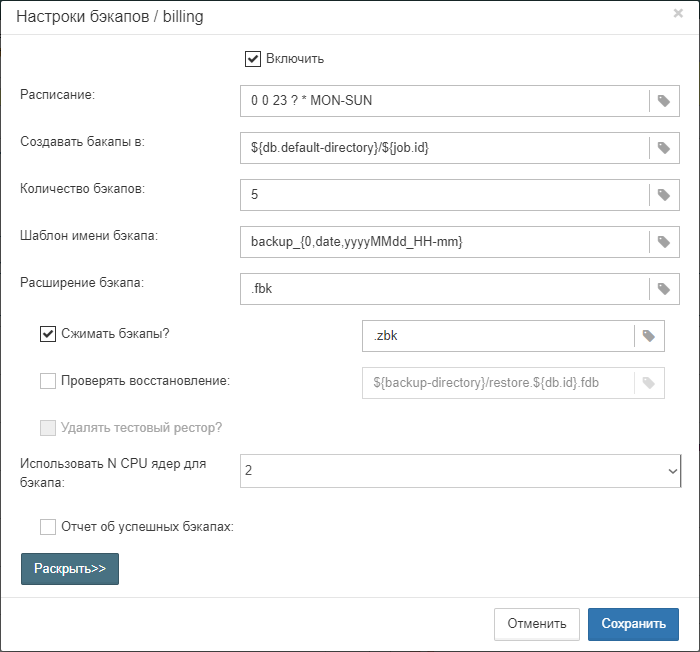 Настроки бэкапов / billing
×
Включить
Расписание:
0 0 23 ? * MON-SUN
Создавать бакапы в:
${db.default-directory}/${job.id}
Количество бэкапов:
5
Шаблон имени бэкапа:
backup_{0,date,yyyyMMdd_HH-mm}
Расширение бэкапа:
.fbk
Сжимать бэкапы?
.zbk
Проверять восстановление:
${backup-directory}/restore.${db.id}.fdb
Удалять тестовый рестор?
Использовать N CPU ядер для
бэкапа:
2
Отчет об успешных бэкапах:
Раскрыть>>
Отменить
Сохранить